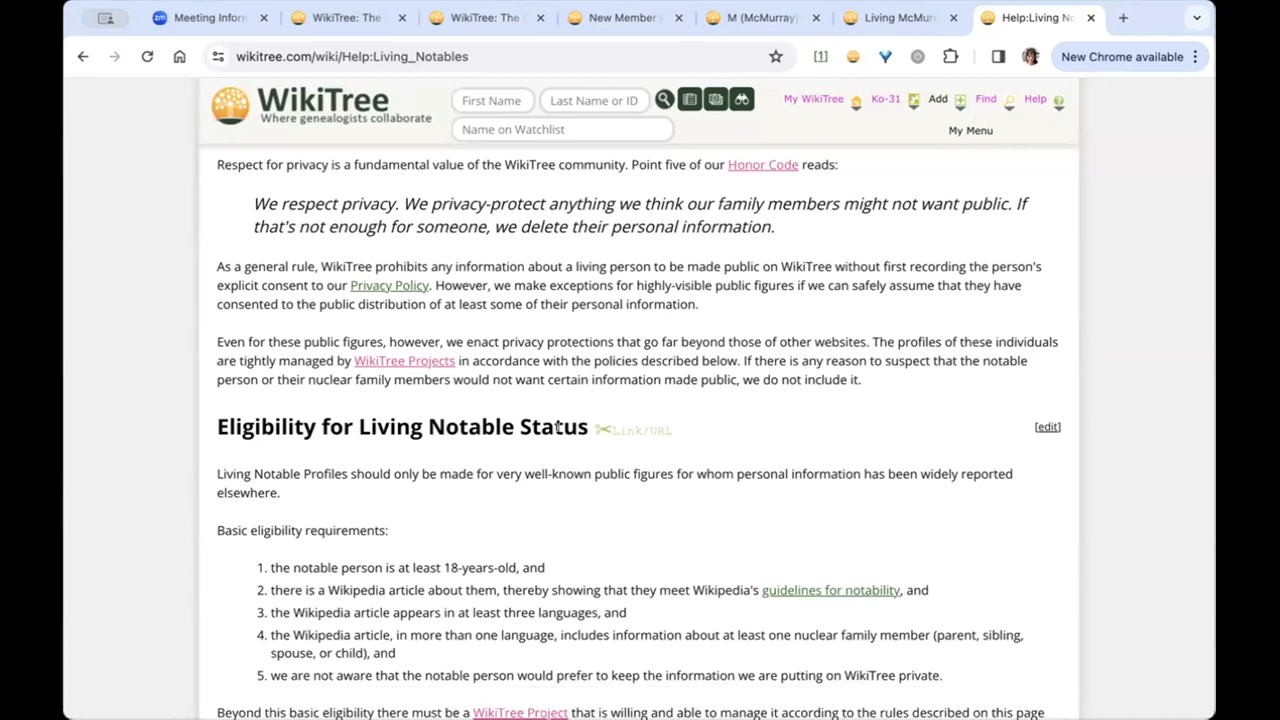 Meeting Inforn
WikiTree: The
WikiTree: The
New Member
M (McMurray)
Living McMurr
Help:Living No
wikitree.com/wiki/Help:Living_Notables
New Chrome available
WikiTree
Where genealogists collaborate
First Name
Last Name or ID
Name on Watchlist
My WikiTree
Ko-31
Add
Find
Help
My Menu
Respect for privacy is a fundamental value of the WikiTree community. Point five of our Honor Code reads:
We respect privacy. We privacy-protect anything we think our family members might not want public. If
that's not enough for someone, we delete their personal information.
As a general rule, WikiTree prohibits any information about a living person to be made public on WikiTree without first recording the person's
explicit consent to our Privacy Policy. However, we make exceptions for highly-visible public figures if we can safely assume that they have
consented to the public distribution of at least some of their personal information.
Even for these public figures, however, we enact privacy protections that go far beyond those of other websites. The profiles of these individuals
are tightly managed by WikiTree Projects in accordance with the policies described below. If there is any reason to suspect that the notable
person or their nuclear family members would not want certain information made public, we do not include it.
Eligibility for Living Notable Status Link/URL [edit]
Living Notable Profiles should only be made for very well-known public figures for whom personal information has been widely reported
elsewhere.
Basic eligibility requirements:
1. the notable person is at least 18-years-old, and
2. there is a Wikipedia article about them, thereby showing that they meet Wikipedia's guidelines for notability, and
3. the Wikipedia article appears in at least three languages, and
4. the Wikipedia article, in more than one language, includes information about at least one nuclear family member (parent, sibling,
spouse, or child), and
5. we are not aware that the notable person would prefer to keep the information we are putting on WikiTree private.
Beyond this basic eligibility there must be a WikiTree Project that is willing and able to manage it according to the rules described on this page